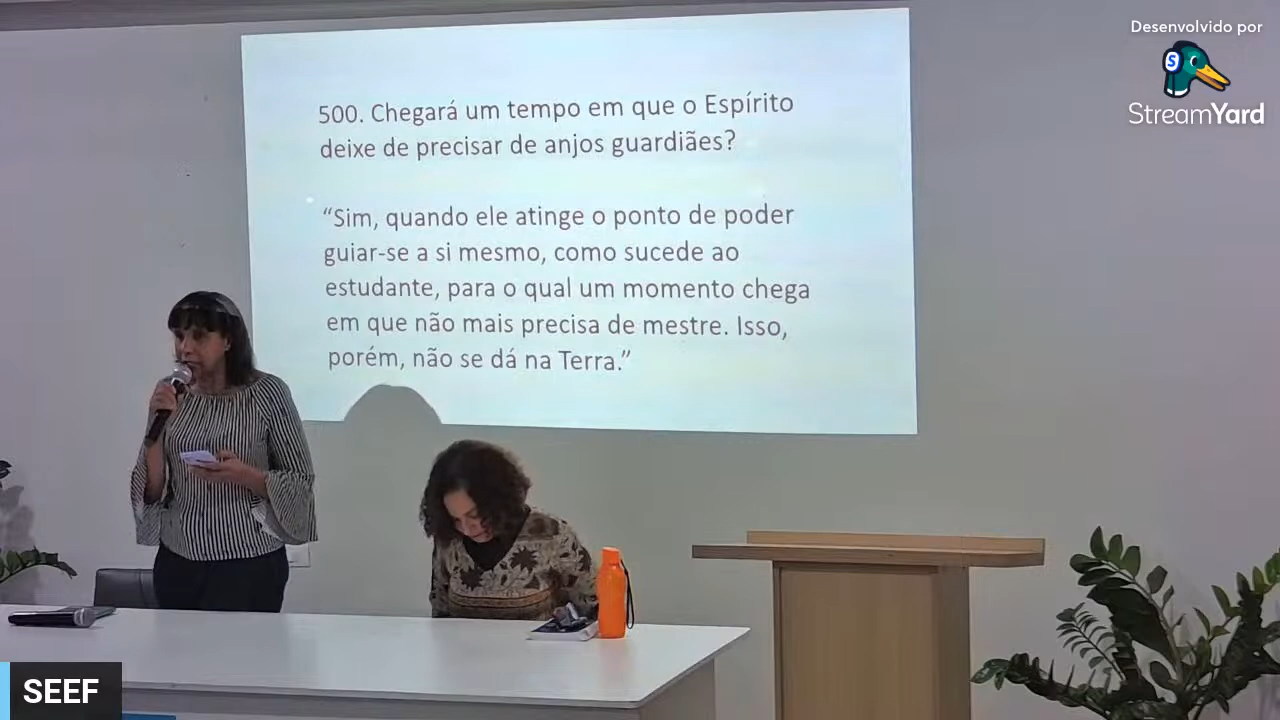 Desenvolvido por
StreamYard
500. Chegará um tempo em que o Espírito
deixe de precisar de anjos guardiães?
“Sim, quando ele atinge o ponto de poder
guiar-se a si mesmo, como sucede ao
estudante, para o qual um momento chega
em que não mais precisa de mestre. Isso,
porém, não se dá na Terra.”
SEEF